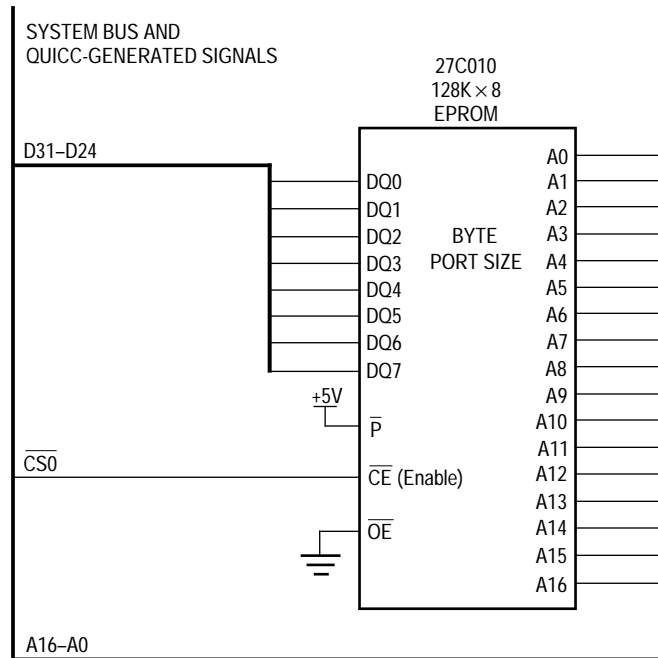 SYSTEM BUS AND
QUICC-GENERATED SIGNALS
27C010
128K × 8
EPROM
D31–D24
DQ0
DQ1
DQ2
DQ3
DQ4
DQ5
DQ6
DQ7
BYTE
PORT SIZE
+5V
P
CS0
CE (Enable)
OE
A0
A1
A2
A3
A4
A5
A6
A7
A8
A9
A10
A11
A12
A13
A14
A15
A16
A16–A0